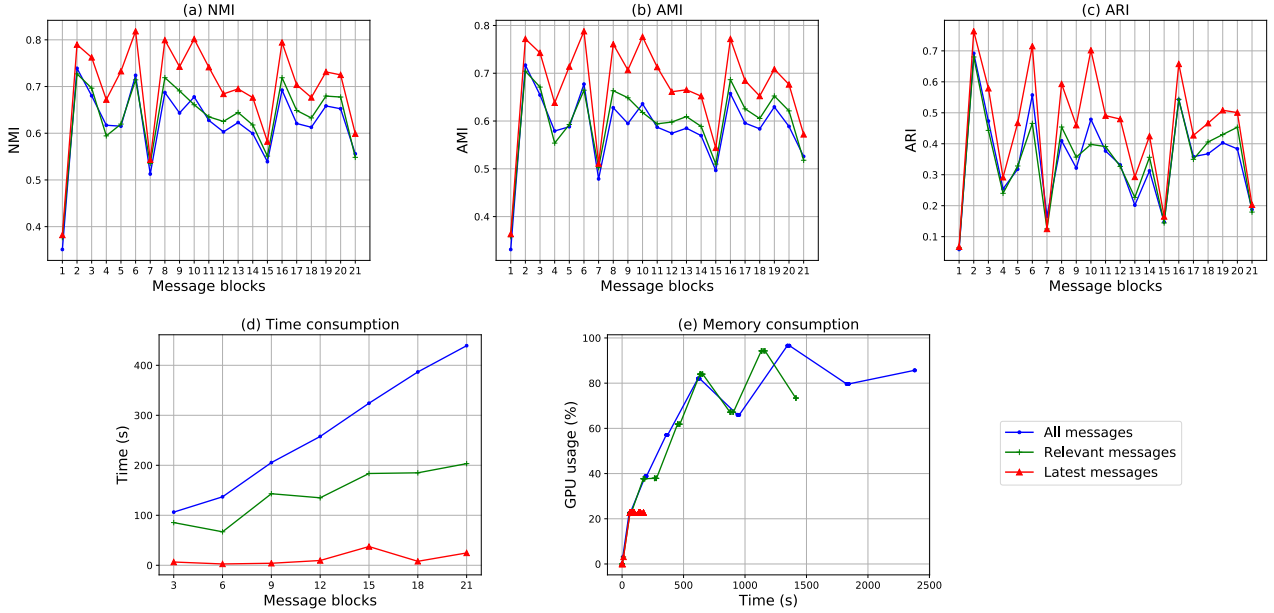 (a) NMI
NMI
0.8
0.7
0.6
0.5
0.4
1 2 3 4 5 6 7 8 9 10 11 12 13 14 15 16 17 18 19 20 21
Message blocks
(b) AMI
AMI
0.8
0.7
0.6
0.5
0.4
1 2 3 4 5 6 7 8 9 10 11 12 13 14 15 16 17 18 19 20 21
Message blocks
(c) ARI
ARI
0.7
0.6
0.5
0.4
0.3
0.2
0.1
1 2 3 4 5 6 7 8 9 10 11 12 13 14 15 16 17 18 19 20 21
Message blocks
(d) Time consumption
Time (s)
400
300
200
100
0
3 6 9 12 15 18 21
Message blocks
(e) Memory consumption
GPU usage (%)
100
80
60
40
20
0
0 500 1000 1500 2000 2500
Time (s)
All messages
Relevant messages
Latest messages